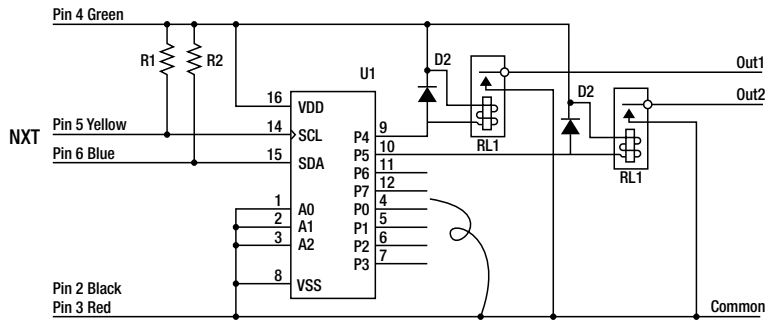 Pin 4 Green
R1
R2
D2
U1
Out1
Out2
D2
16
VDD
NXT
Pin 5 Yellow
14
SCL
P4
9
RL1
Pin 6 Blue
15
SDA
P5
10
P6
11
RL1
P7
12
1
A0
P0
4
2
A1
P1
5
3
A2
P2
6
P3
7
8
VSS
Pin 2 Black
Pin 3 Red
Common